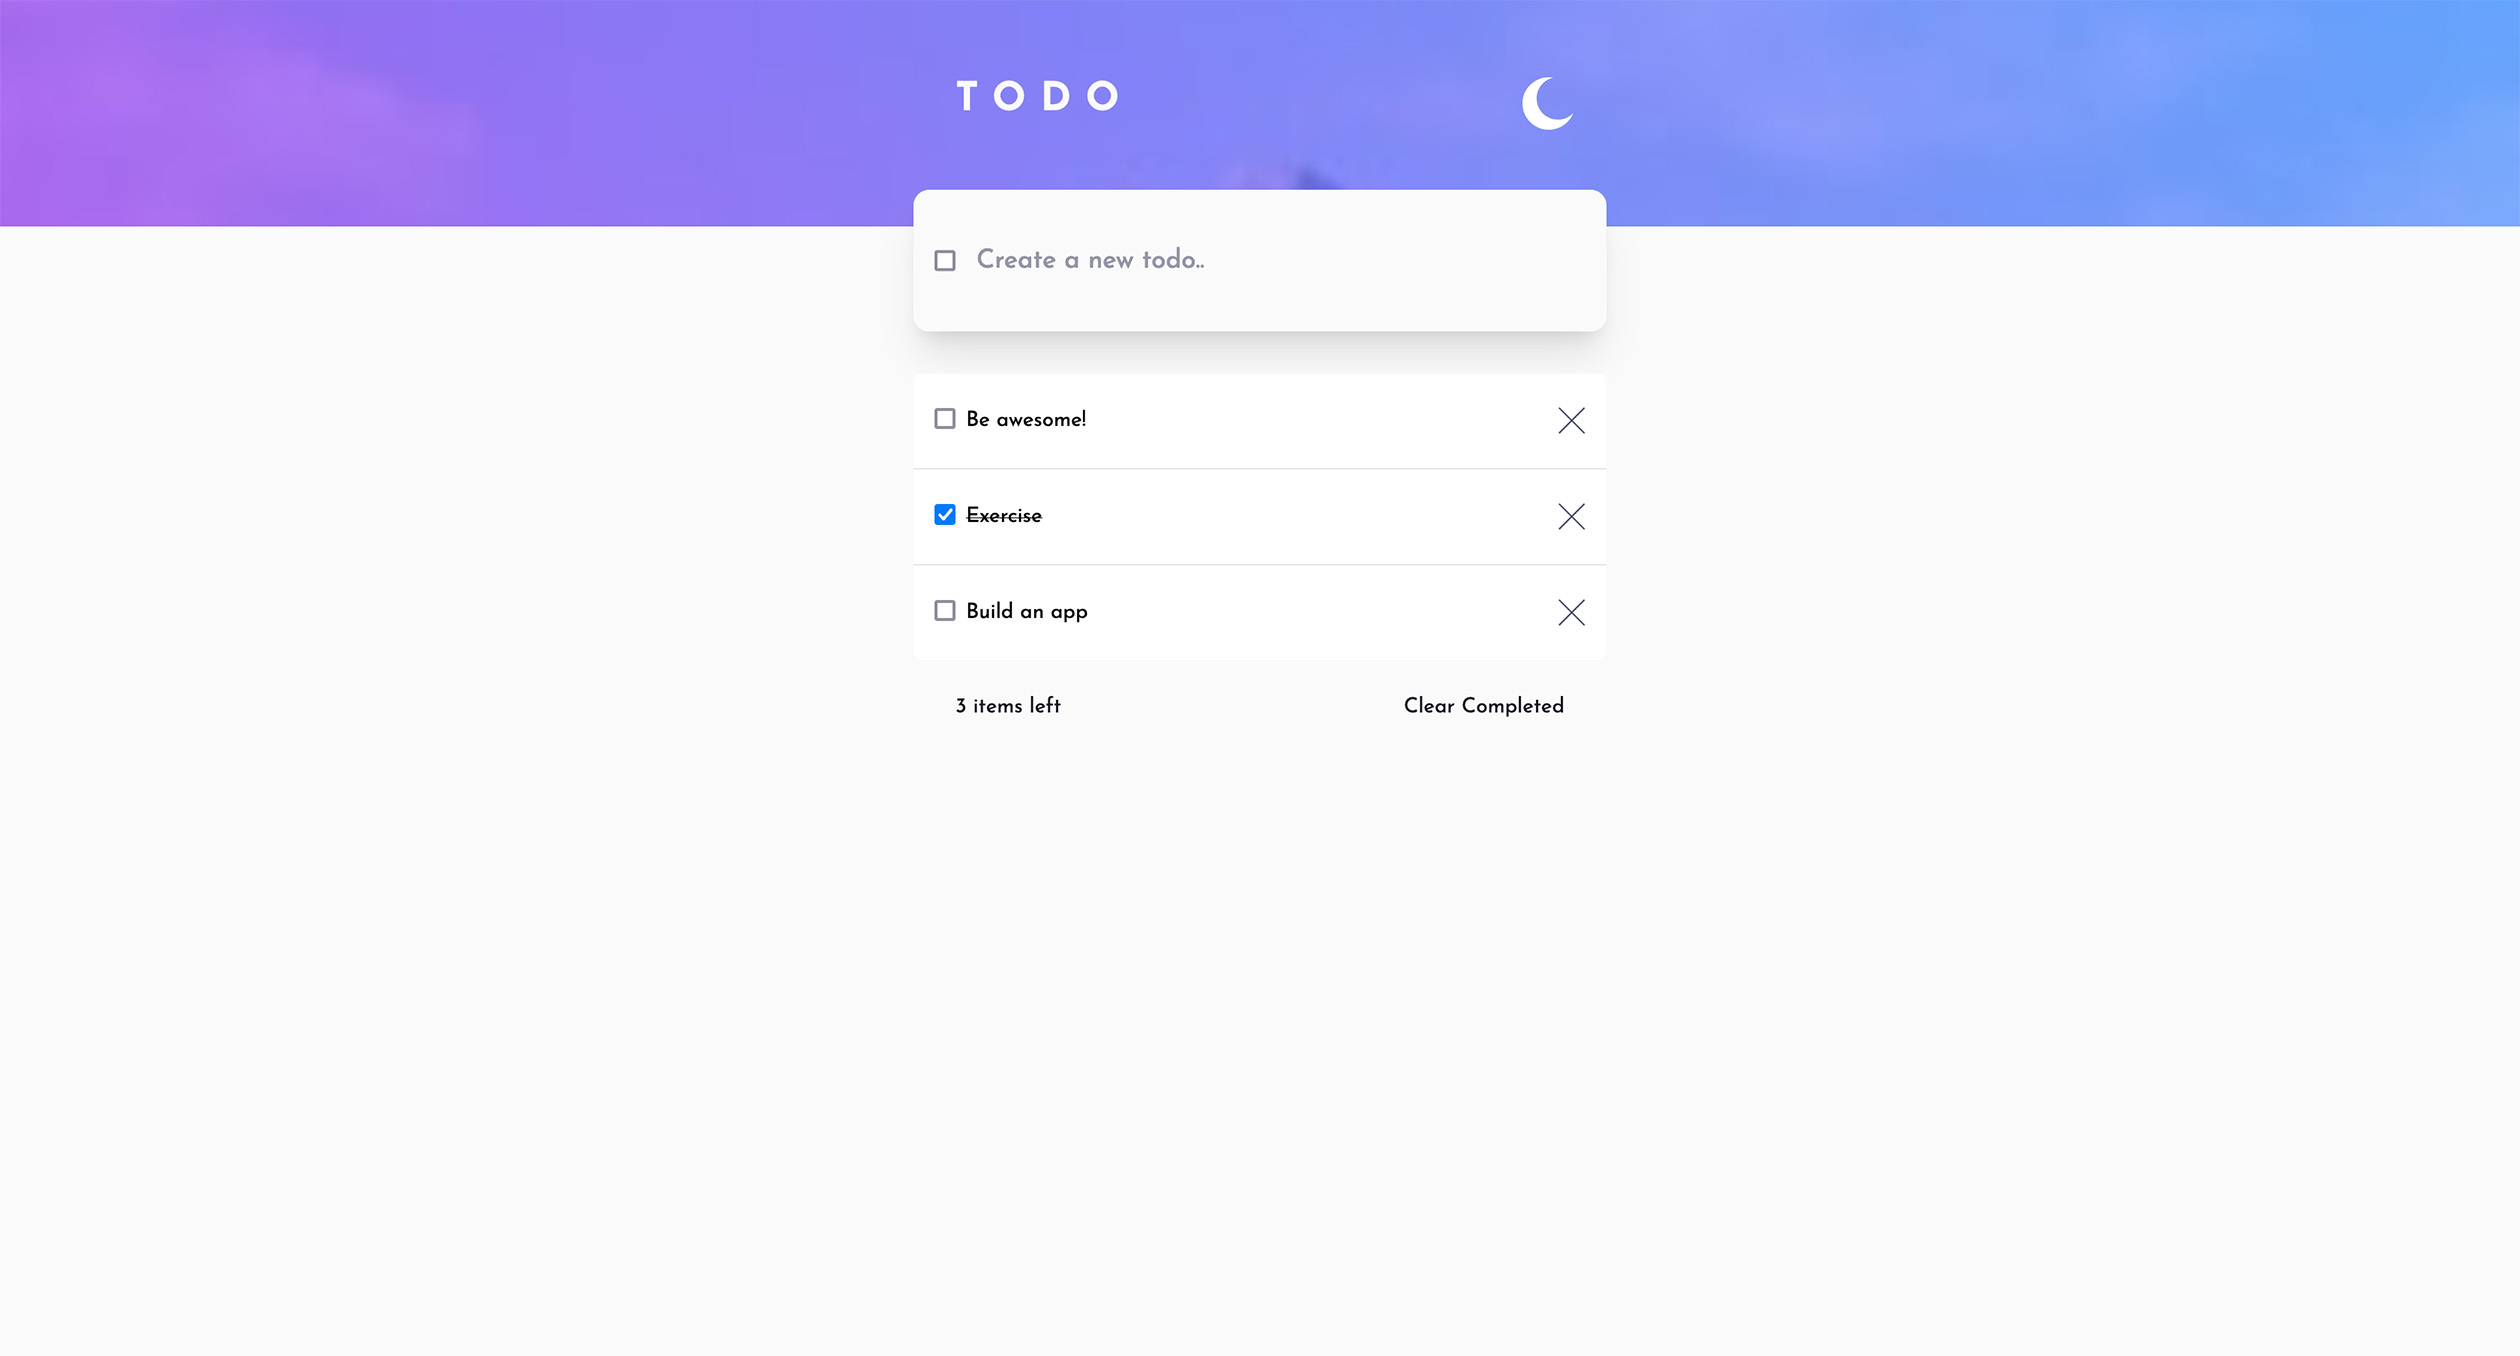 TODO
Create a new todo..
Be awesome!
Exercise
Build an app
3 items left
Clear Completed